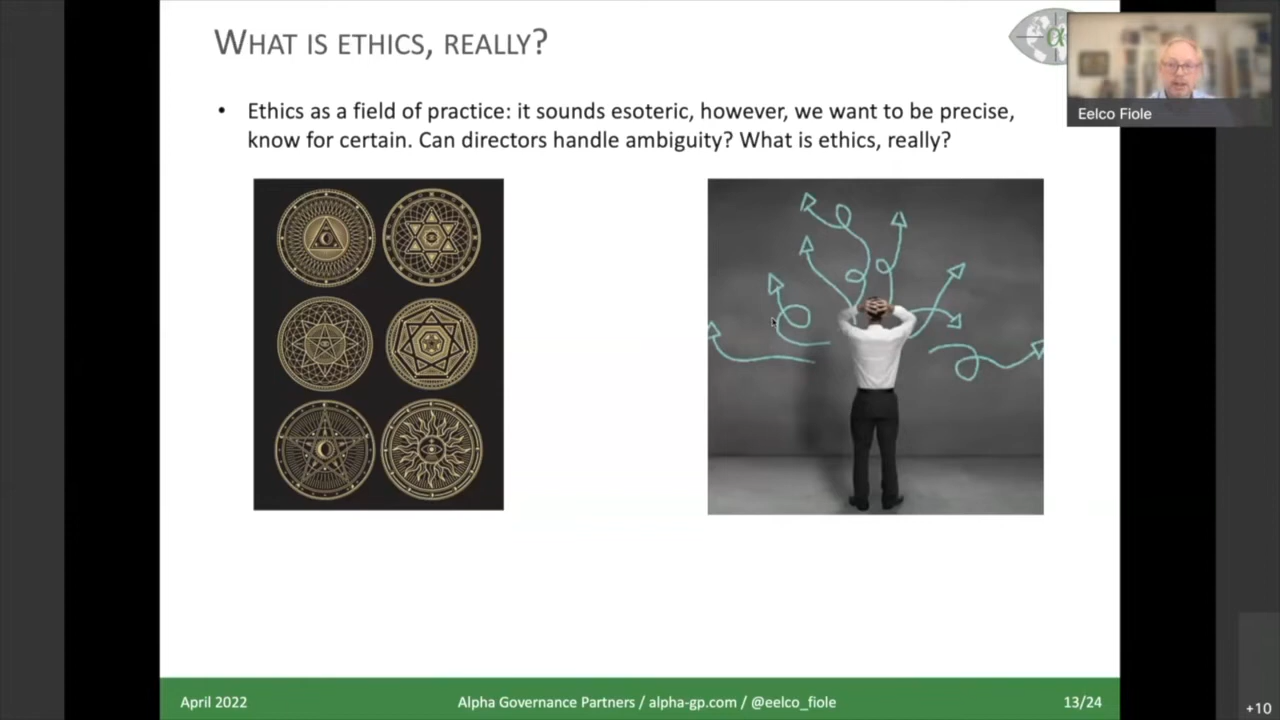 WHAT IS ETHICS, REALLY?
α
Eelco Fiole
• Ethics as a field of practice: it sounds esoteric, however, we want to be precise,
know for certain. Can directors handle ambiguity? What is ethics, really?
April 2022
Alpha Governance Partners / alpha-gp.com / @eelco_fiole
13/24
+10